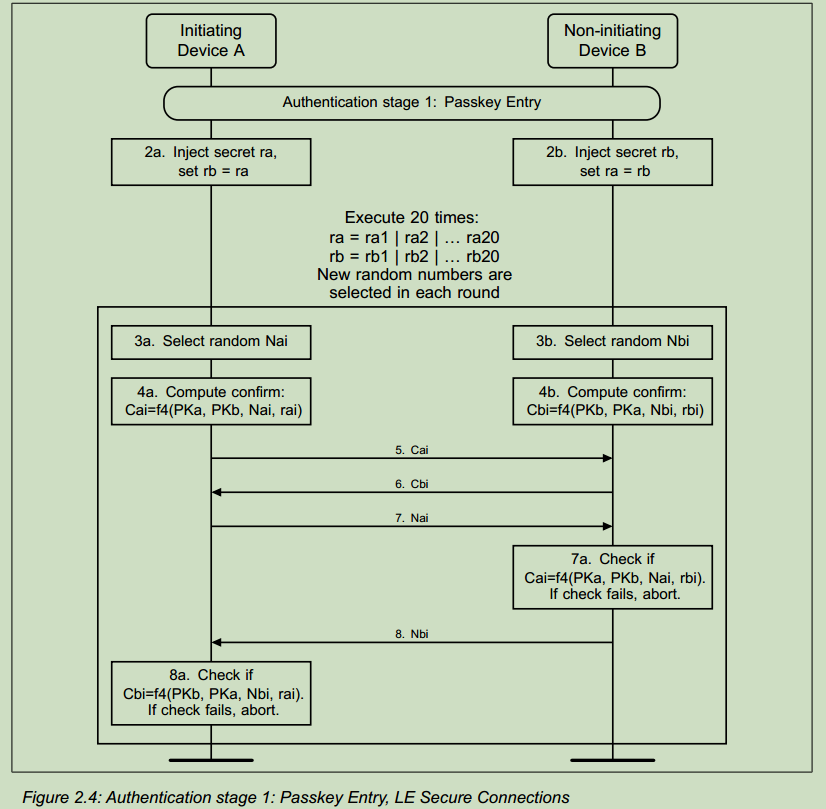 Initiating
Device A
Non-initiating
Device B
Authentication stage 1: Passkey Entry
2a. Inject secret ra,
set rb = ra
2b. Inject secret rb,
set ra = rb
Execute 20 times:
ra = ra1 | ra2 | … ra20
rb = rb1 | rb2 | … rb20
New random numbers are
selected in each round
3a. Select random Nai
3b. Select random Nbi
4a. Compute confirm:
Cai=f4(PKa, PKb, Nai, rai)
4b. Compute confirm:
Cbi=f4(PKb, PKa, Nbi, rbi)
5. Cai
6. Cbi
7. Nai
7a. Check if
Cai=f4(PKa, PKb, Nai, rbi).
If check fails, abort.
8. Nbi
8a. Check if
Cbi=f4(PKb, PKa, Nbi, rai).
If check fails, abort.
Figure 2.4: Authentication stage 1: Passkey Entry, LE Secure Connections